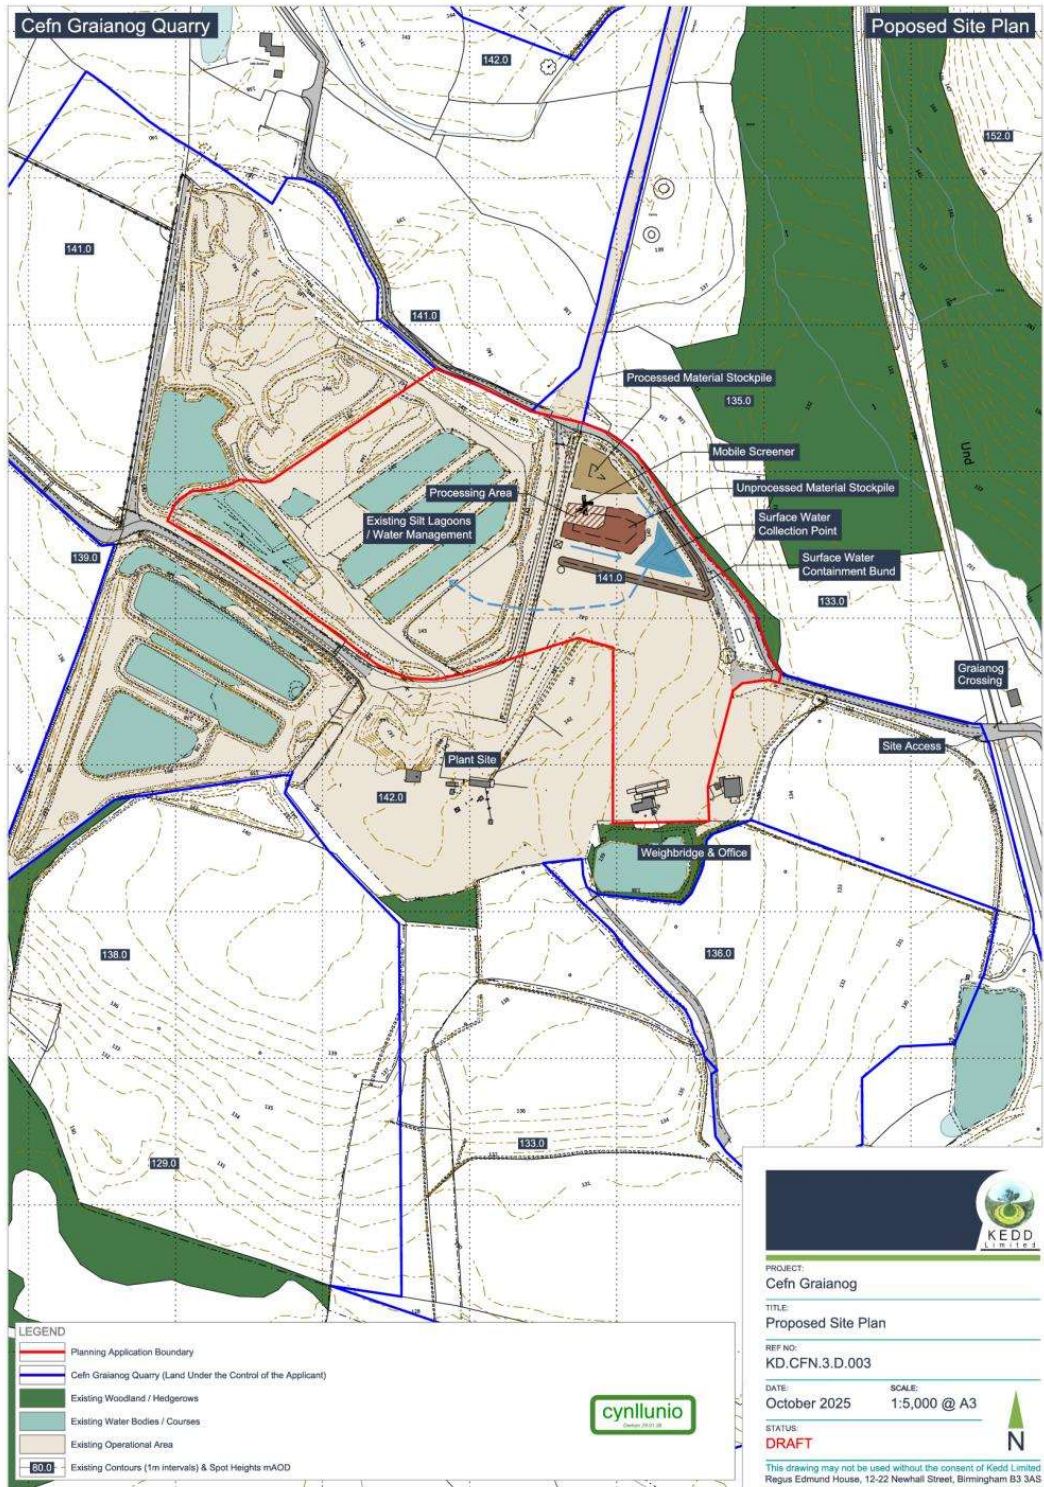 Cefn Graianog Quarry
Poposed Site Plan
142.0
152.0
141.0
141.0
Processed Material Stockpile
135.0
Mobile Screener
Processing Area
Unprocessed Material Stockpile
Existing Silt Lagoons
/ Water Management
Surface Water
Collection Point
Und
139.0
Surface Water
Containment Bund
141.0
133.0
Graianog
Crossing
Site Access
Plant Site
142.0
Weighbridge & Office
138.0
136.0
133.0
129.0
KEDD
Limited
PROJECT:
Cefn Graianog
TITLE:
Proposed Site Plan
REF NO:
KD.CFN.3.D.003
DATE:
October 2025
SCALE:
1:5,000 @ A3
STATUS:
DRAFT
N
This drawing may not be used without the consent of Kedd Limited
Regus Edmund House, 12-22 Newhall Street, Birmingham B3 3AS
LEGEND
Planning Application Boundary
Cefn Graianog Quarry (Land Under the Control of the Applicant)
Existing Woodland / Hedgerows
Existing Water Bodies / Courses
Existing Operational Area
80.0
Existing Contours (1m intervals) & Spot Heights mAOD
cynllunio